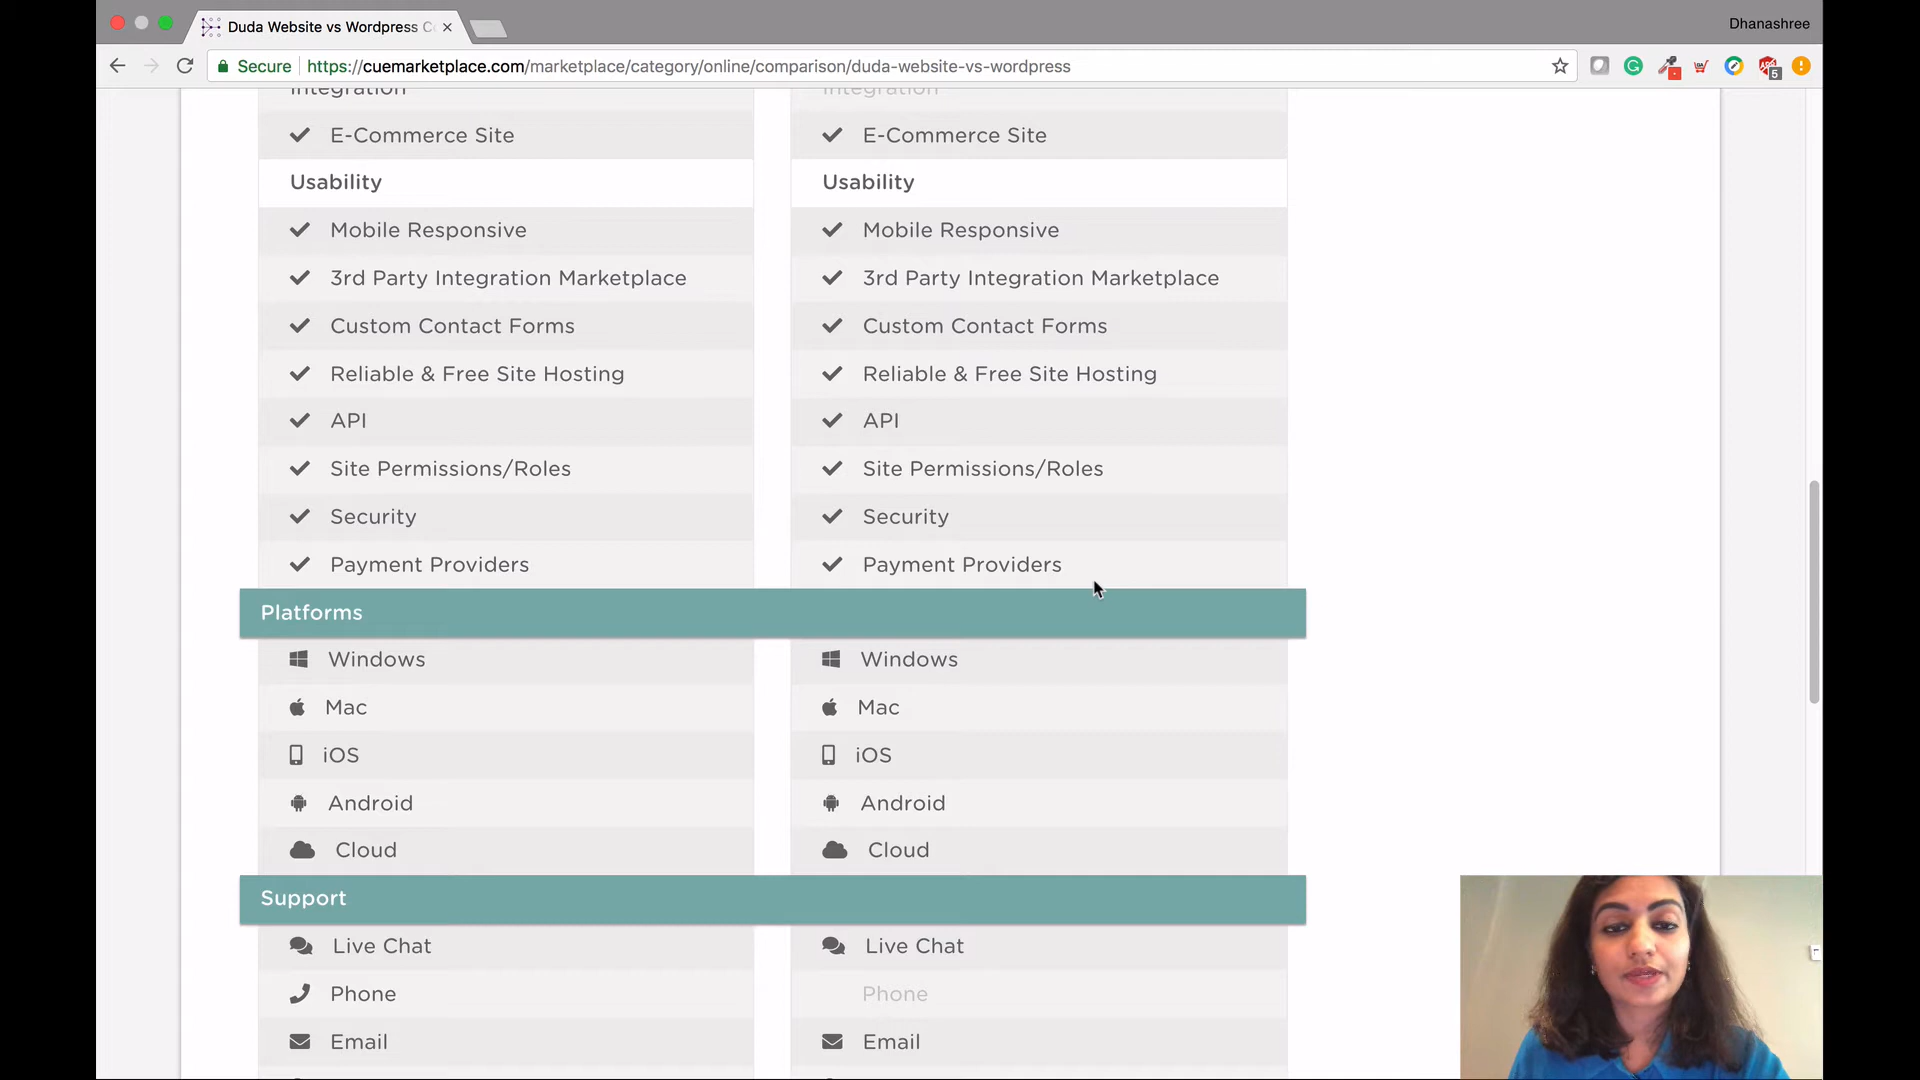 Duda Website vs Wordpress C
Dhanashree
Secure https://cuemarketplace.com/marketplace/category/online/comparison/duda-website-vs-wordpress
5
Integration Integration
E-Commerce Site E-Commerce Site
Usability Usability
Mobile Responsive Mobile Responsive
3rd Party Integration Marketplace 3rd Party Integration Marketplace
Custom Contact Forms Custom Contact Forms
Reliable & Free Site Hosting Reliable & Free Site Hosting
API API
Site Permissions/Roles Site Permissions/Roles
Security Security
Payment Providers Payment Providers
Platforms
Windows Windows
Mac Mac
iOS iOS
Android Android
Cloud Cloud
Support
Live Chat Live Chat
Phone Phone
Email Email